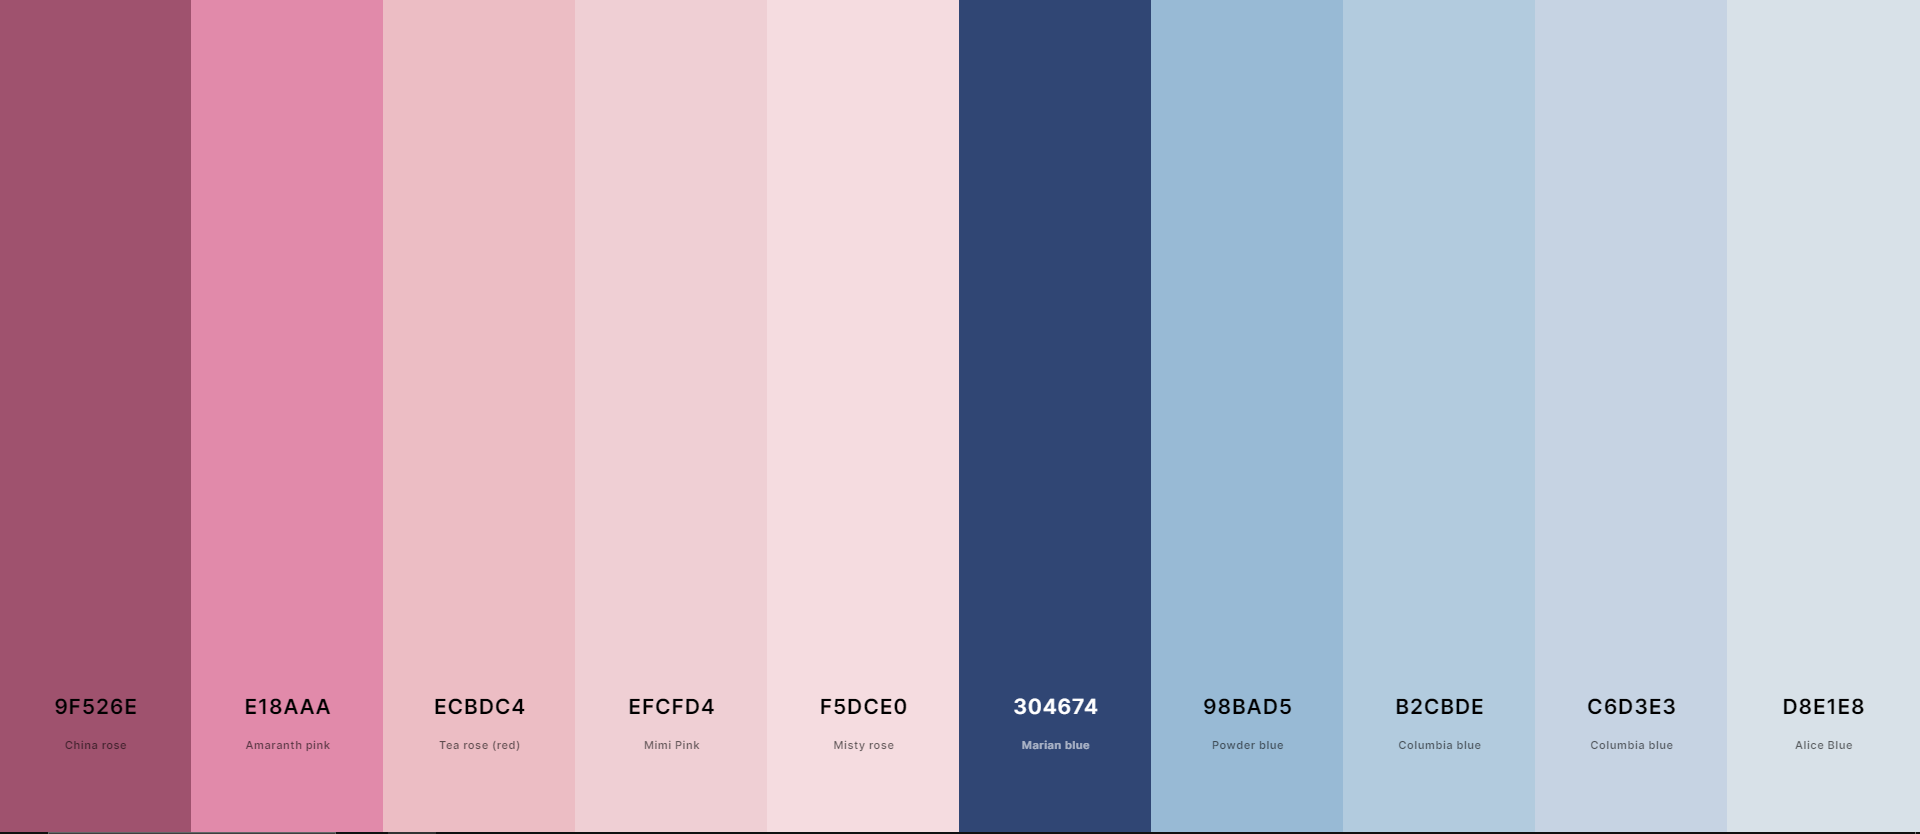 9F526E
China rose
E18AAA
Amaranth pink
ECBDC4
Tea rose (red)
EFCFD4
Mimi Pink
F5DCE0
Misty rose
304674
Marian blue
98BAD5
Powder blue
B2CBDE
Columbia blue
C6D3E3
Columbia blue
D8E1E8
Alice Blue